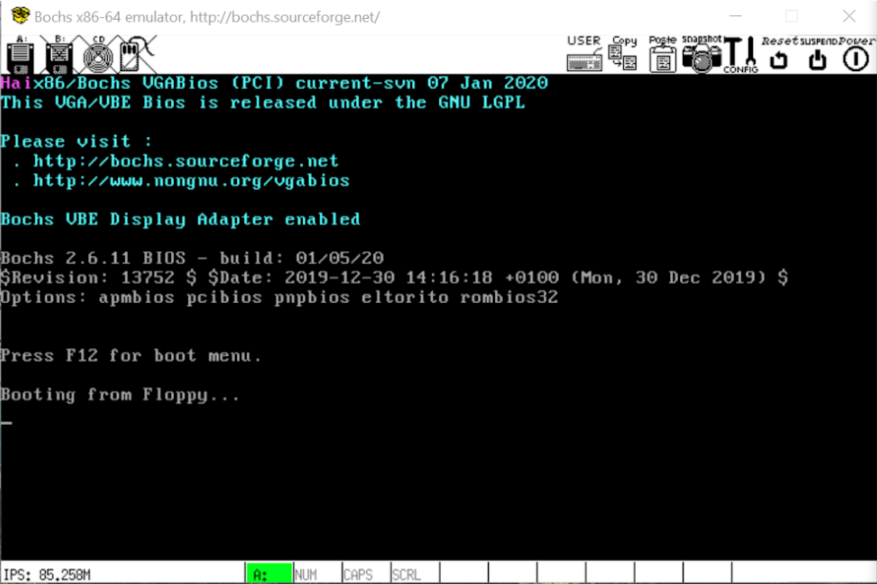 Bochs x86-64 emulator, http://bochs.sourceforge.net/
A: B: CD USER Copy Paste snapshot CONFIG Reset SUSPEND Power
Haix86/Bochs VGABios (PCI) current-svn 07 Jan 2020
This VGA/VBE Bios is released under the GNU LGPL
Please visit :
. http://bochs.sourceforge.net
. http://www.nongnu.org/vgabios
Bochs VBE Display Adapter enabled
Bochs 2.6.11 BIOS - build: 01/05/20
$Revision: 13752 $ $Date: 2019-12-30 14:16:18 +0100 (Mon, 30 Dec 2019) $
Options: apmbios pcibios pnpbios eltorito rombios32
Press F12 for boot menu.
Booting from Floppy...
IPS: 85.258M A: NUM CAPS SCRL